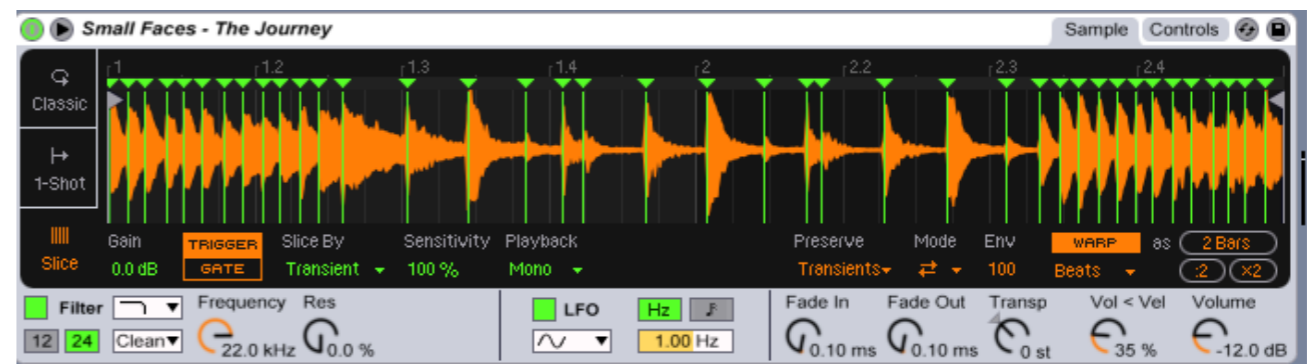 Small Faces - The Journey Sample Controls
1 1.2 1.3 1.4 2 2.2 2.3 2.4
Classic
1-Shot
Slice
Gain TRIGGER Slice By Sensitivity Playback Preserve Mode Env WARP as 2 Bars
0.0 dB GATE Transient 100 % Mono Transients 100 Beats :2 ×2
Filter Frequency Res LFO Hz Fade In Fade Out Transp Vol < Vel Volume
12 24 Clean 22.0 kHz 0.0 % 1.00 Hz 0.10 ms 0.10 ms 0 st 35 % -12.0 dB